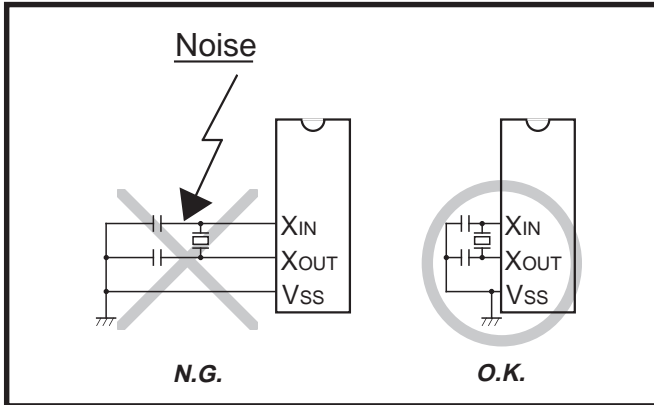 Noise
XIN
XOUT
VSS
N.G.
XIN
XOUT
VSS
O.K.